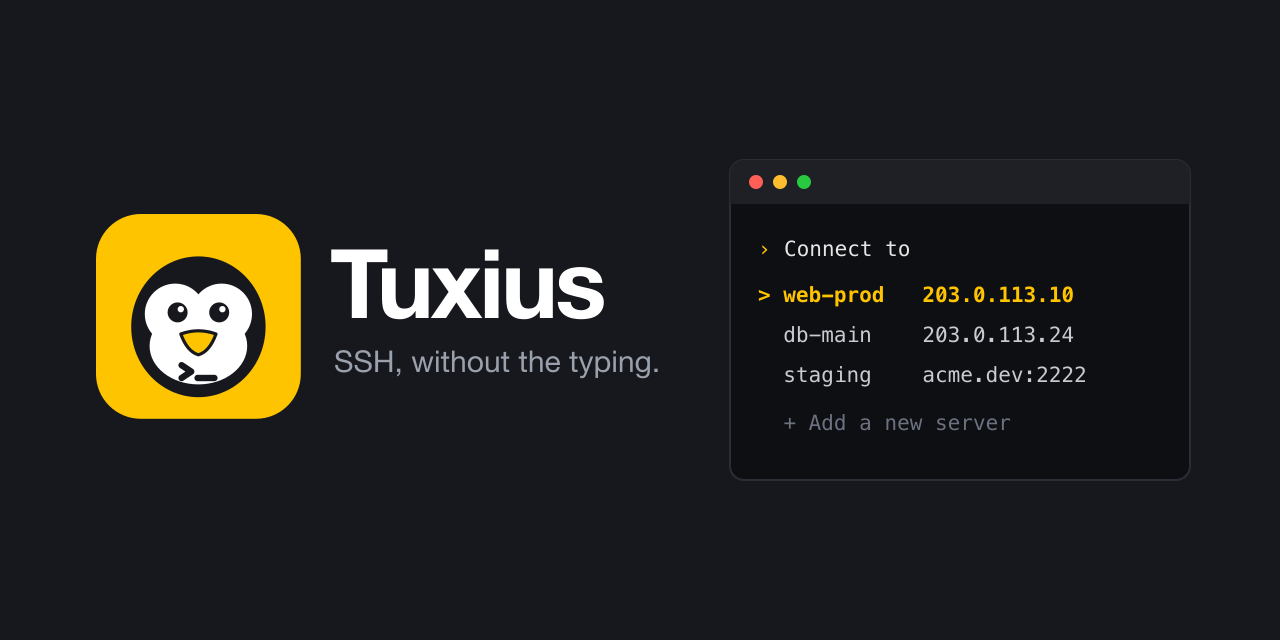 Tuxius
SSH, without the typing.
>_
› Connect to
> web-prod 203.0.113.10
db-main 203.0.113.24
staging acme.dev:2222
+ Add a new server